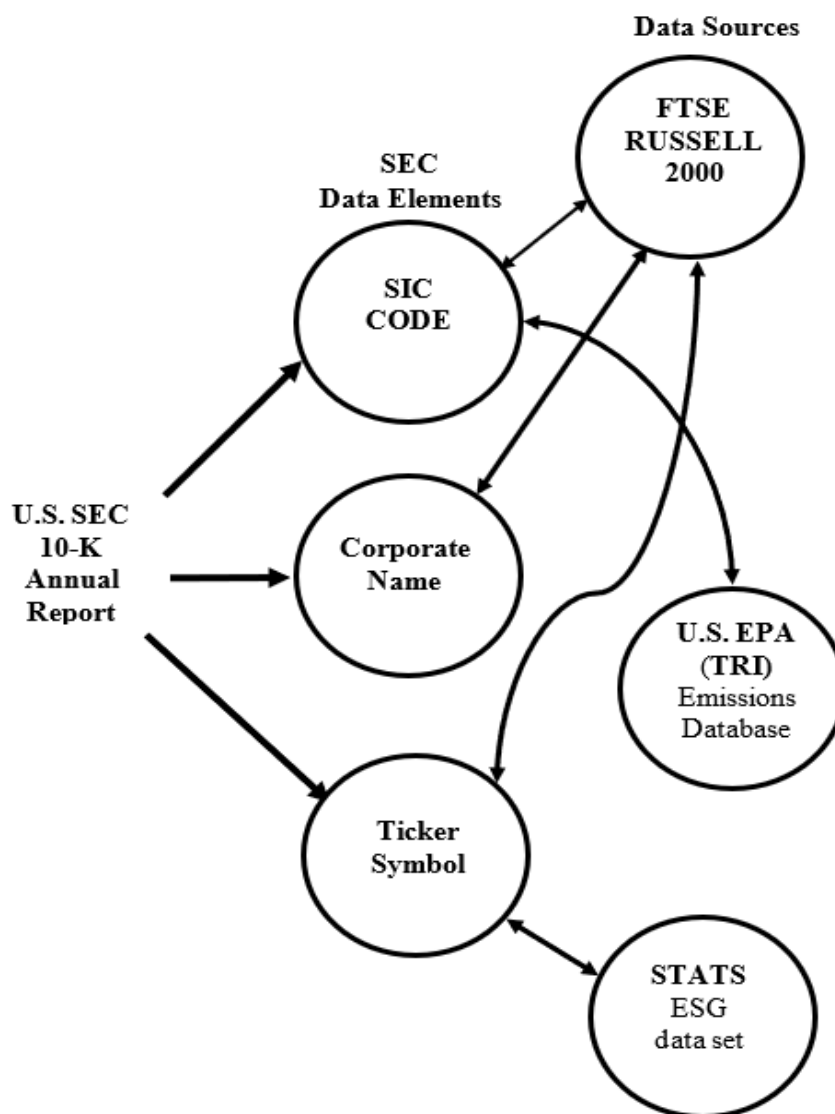 Data Sources
FTSE
RUSSELL
2000
SEC
Data Elements
SIC
CODE
U.S. SEC
10-K
Annual
Report
Corporate
Name
U.S. EPA
(TRI)
Emissions
Database
Ticker
Symbol
STATS
ESG
data set